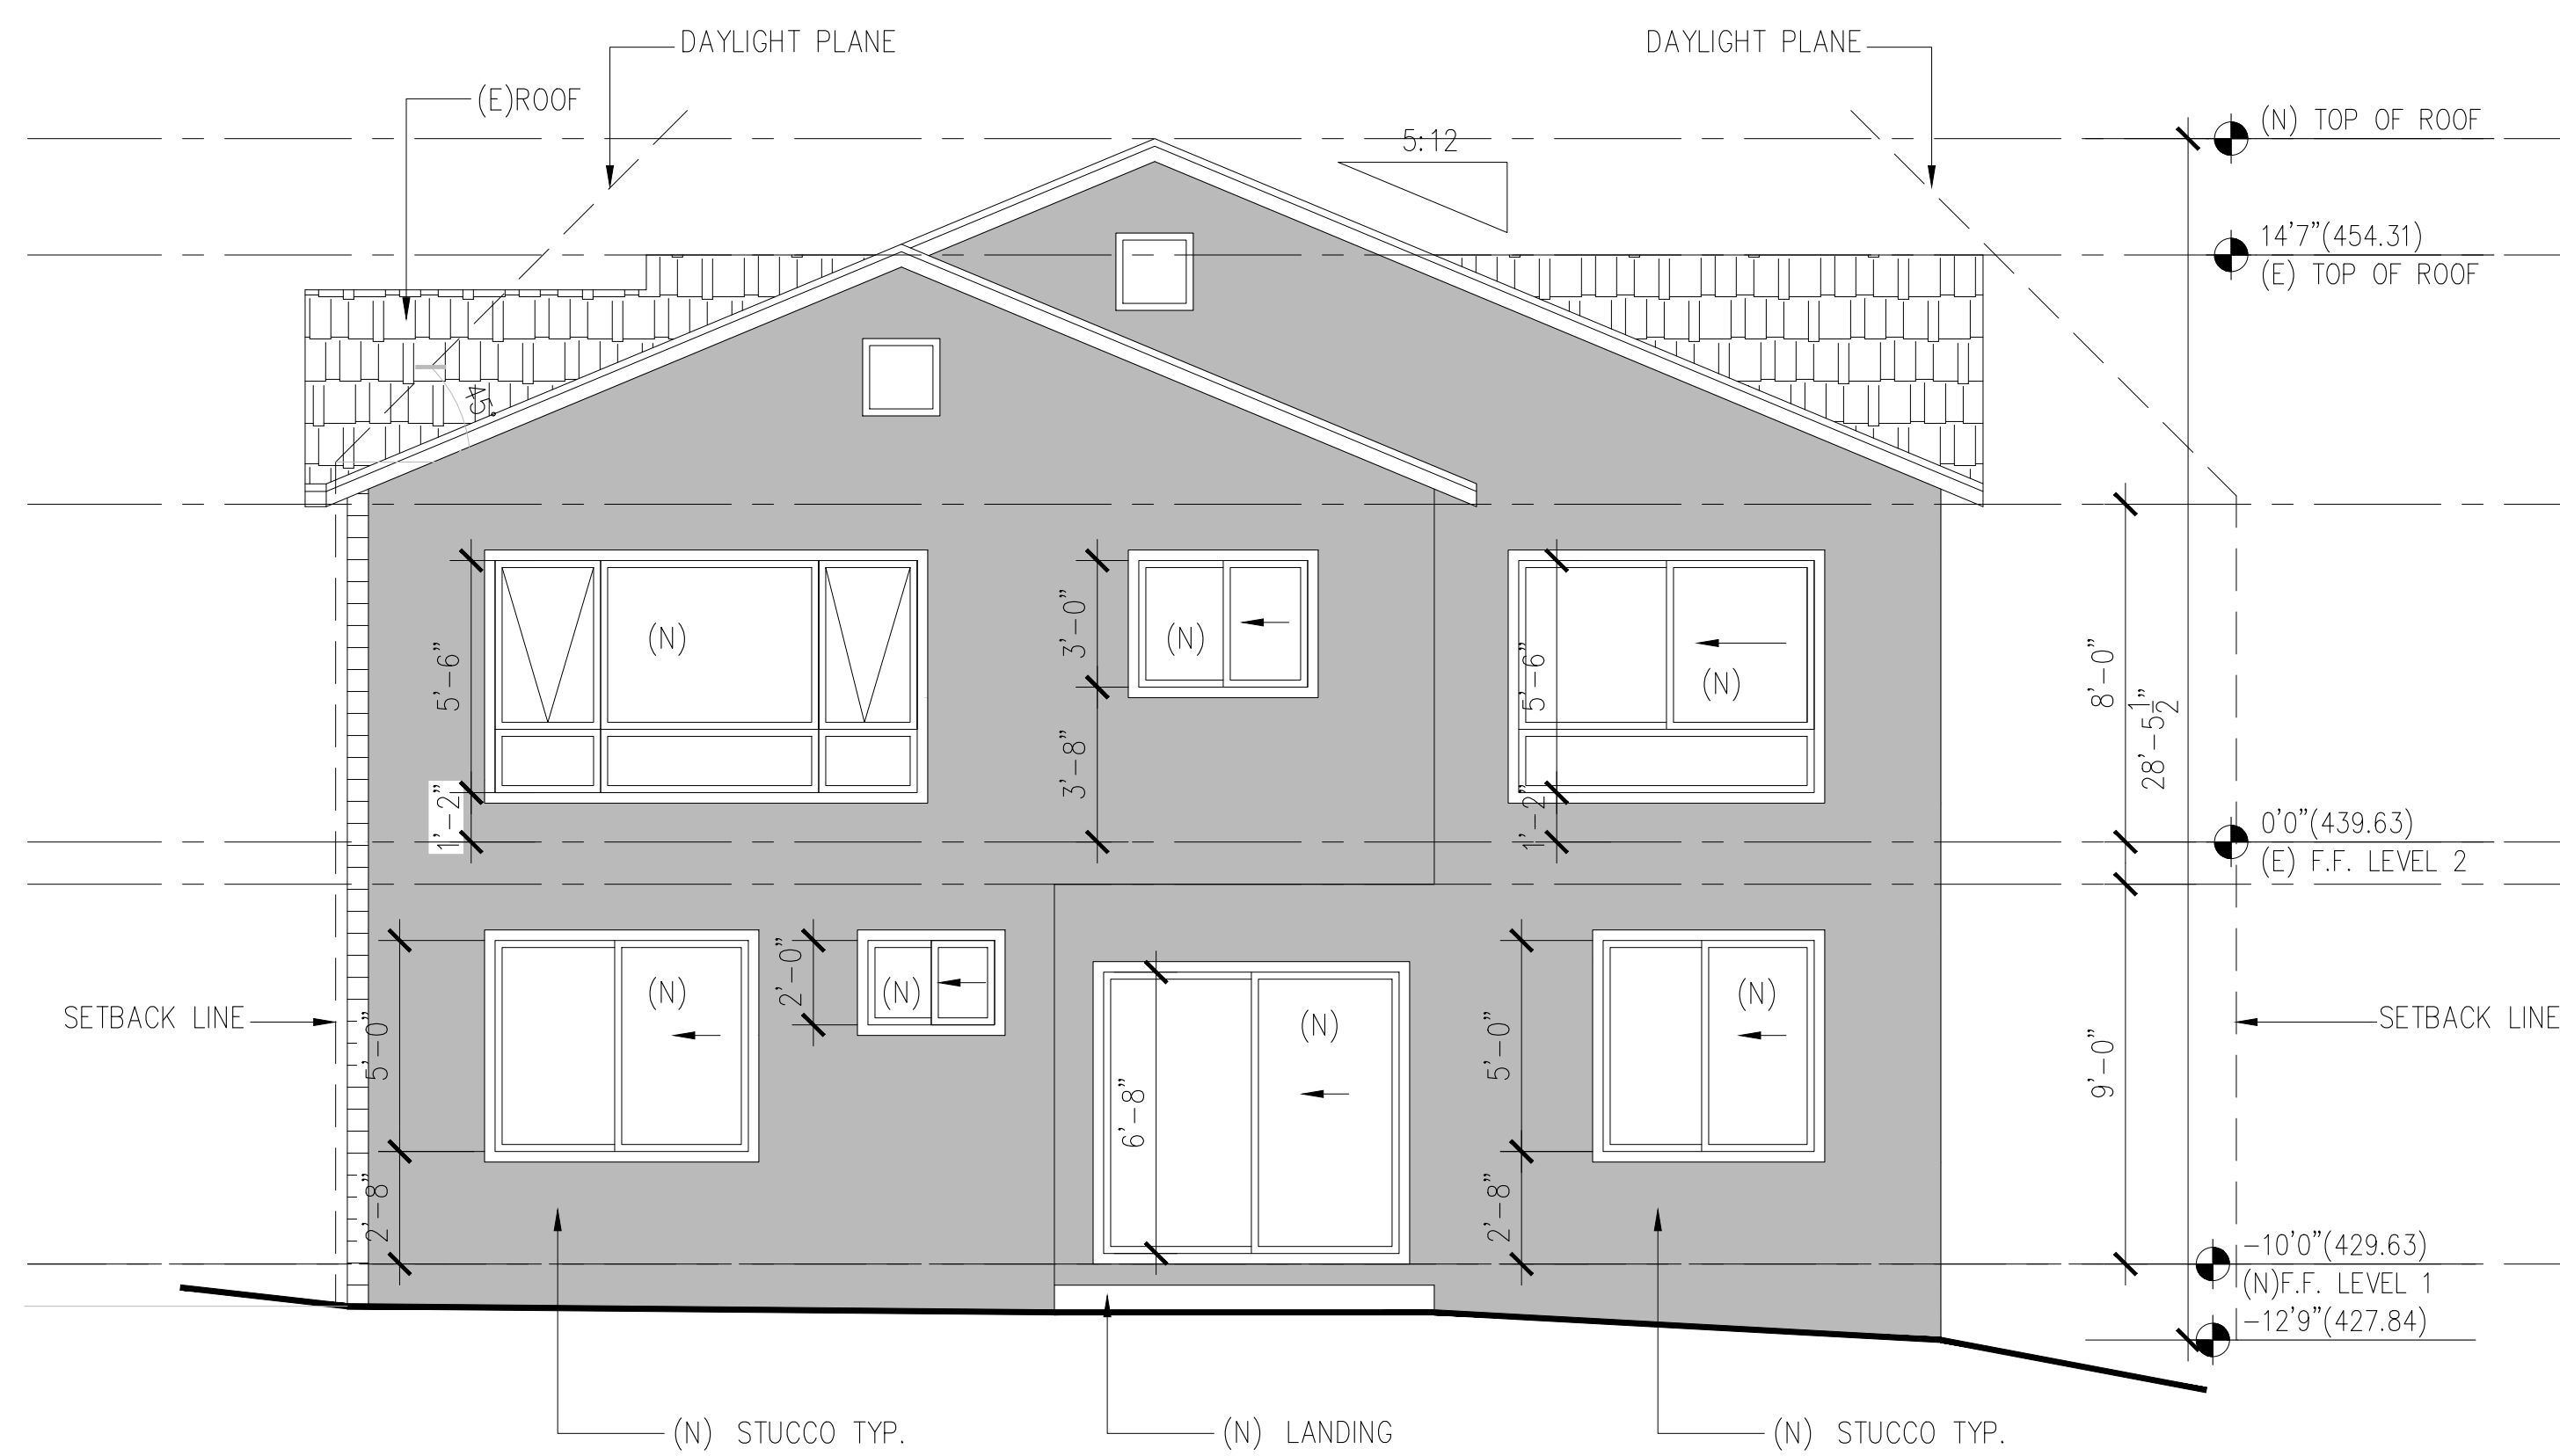 DAYLIGHT PLANE
DAYLIGHT PLANE
(E)ROOF
(N) TOP OF ROOF
5:12
14'7"(454.31)
(E) TOP OF ROOF
45°
5'-6"
(N)
3'-0"
(N)
5'-6"
(N)
8'-0"
28'-5 1/2"
1'-2"
3'-8"
1'-2"
0'0"(439.63)
(E) F.F. LEVEL 2
SETBACK LINE
5'-0"
(N)
2'-0"
(N)
6'-8"
(N)
5'-0"
(N)
9'-0"
SETBACK LINE
2'-8"
2'-8"
-10'0"(429.63)
(N)F.F. LEVEL 1
-12'9"(427.84)
(N) STUCCO TYP.
(N) LANDING
(N) STUCCO TYP.